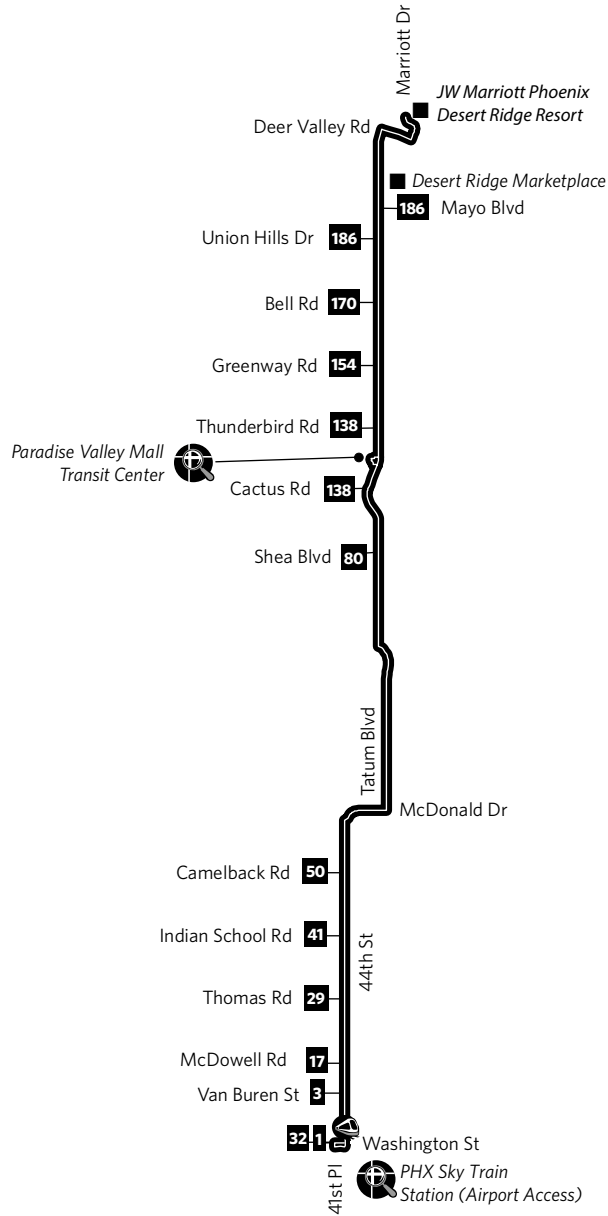 Marriott Dr
JW Marriott Phoenix
Desert Ridge Resort
Deer Valley Rd
Desert Ridge Marketplace
186 Mayo Blvd
Union Hills Dr 186
Bell Rd 170
Greenway Rd 154
Thunderbird Rd 138
Paradise Valley Mall
Transit Center
Cactus Rd 138
Shea Blvd 80
Tatum Blvd
McDonald Dr
Camelback Rd 50
Indian School Rd 41
44th St
Thomas Rd 29
McDowell Rd 17
Van Buren St 3
32 1 Washington St
41st Pl
PHX Sky Train
Station (Airport Access)